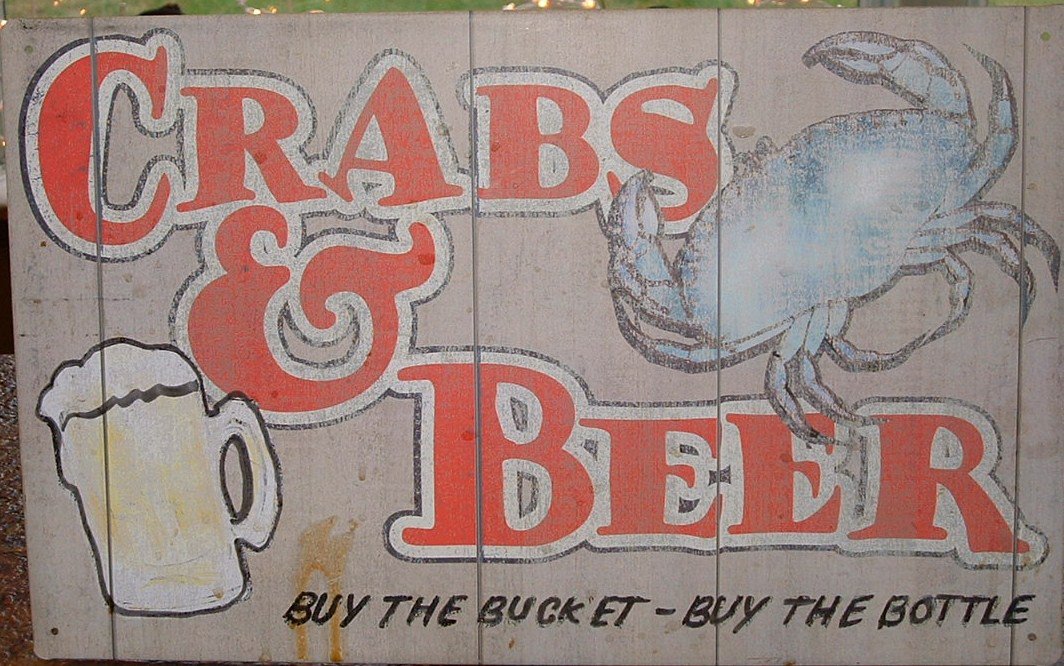 CRABS
&
BEER
BUY THE BUCKET - BUY THE BOTTLE